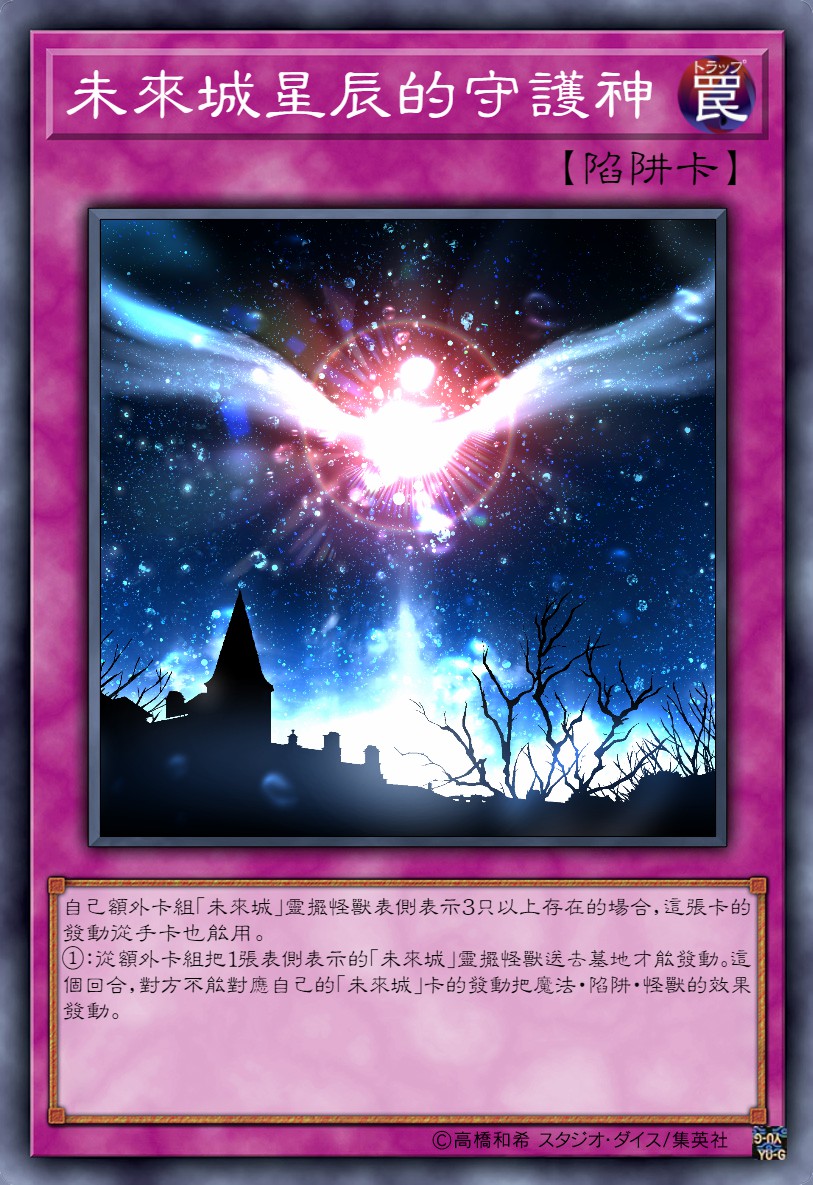 未來城星辰的守護神
トラップ
罠
【陷阱卡】
自己額外卡組「未來城」靈擺怪獸表側表示3只以上存在的場合,這張卡的
發動從手卡也能用。
①:從額外卡組把1張表側表示的「未來城」靈擺怪獸送去墓地才能發動。這
個回合,對方不能對應自己的「未來城」卡的發動把魔法·陷阱·怪獸的效果
發動。
©高橋和希 スタジオ·ダイス/集英社
YU-G
YU-G